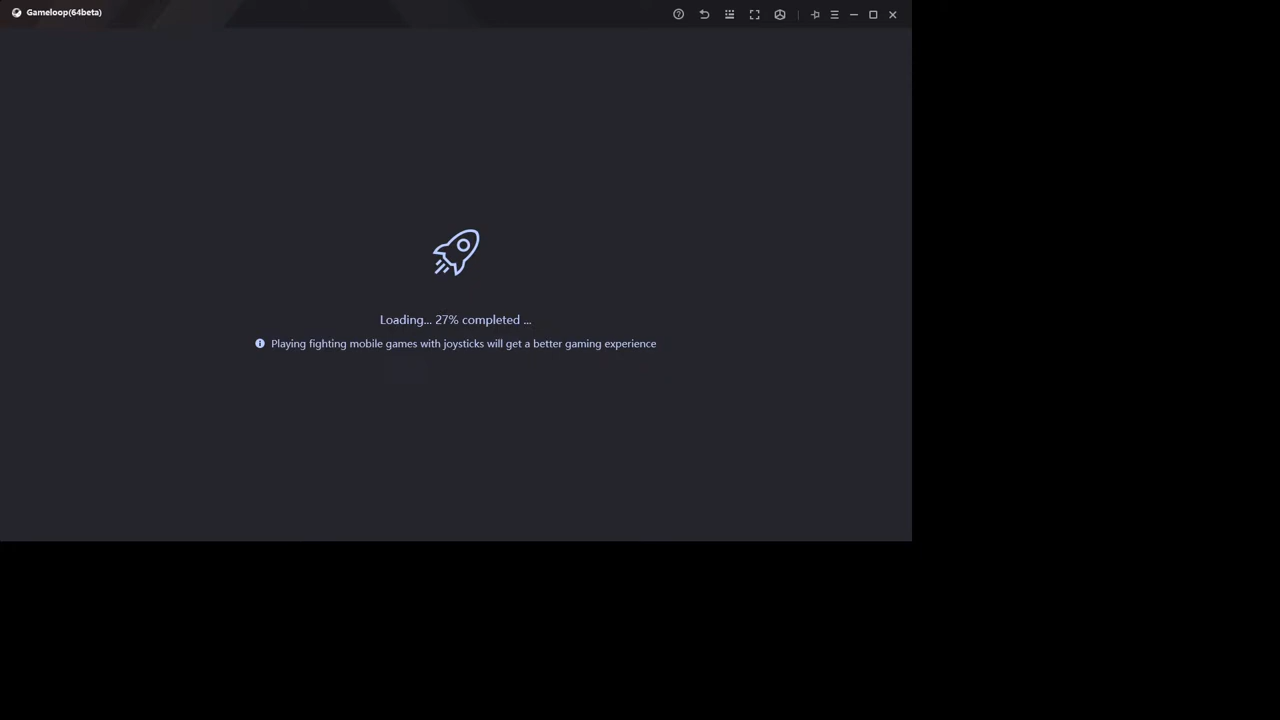 Gameloop(64beta)
Loading... 27% completed ...
Playing fighting mobile games with joysticks will get a better gaming experience